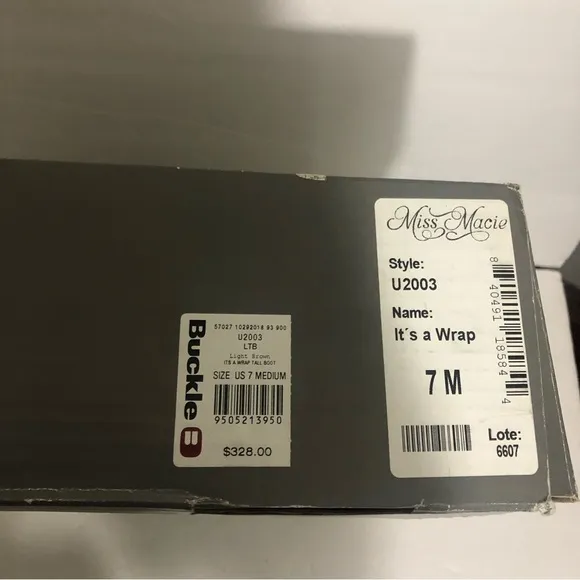 Miss Macie
Style:
U2003
Name:
It's a Wrap
7 M
Lote:
6607
8 40491 18584 4
Buckle B
57027 10292016 93 900
U2003
LTB
Light Brown
ITS A WRAP TALL BOOT
SIZE US 7 MEDIUM
9505213950
$328.00